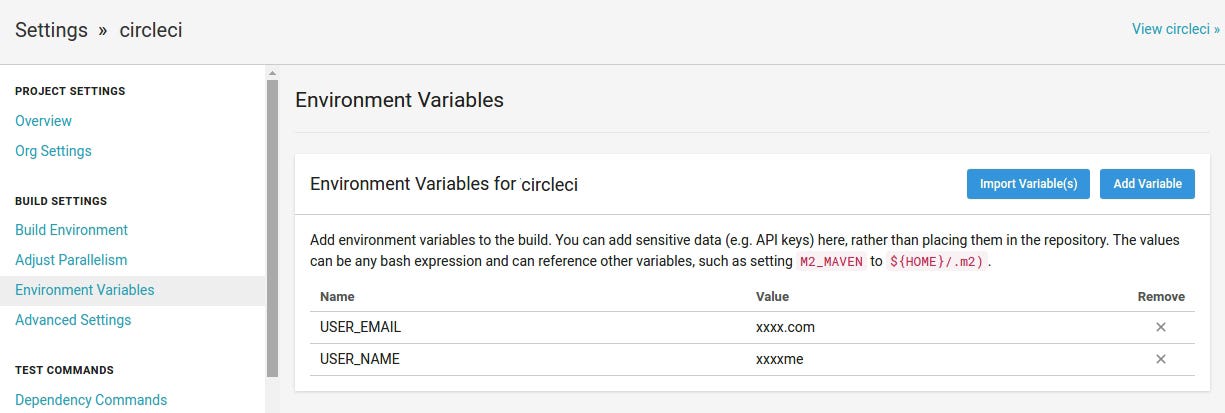 Settings » circleci
View circleci »
PROJECT SETTINGS
Overview
Org Settings
BUILD SETTINGS
Build Environment
Adjust Parallelism
Environment Variables
Advanced Settings
TEST COMMANDS
Dependency Commands
Environment Variables
Environment Variables for circleci
Import Variable(s)
Add Variable
Add environment variables to the build. You can add sensitive data (e.g. API keys) here, rather than placing them in the repository. The values
can be any bash expression and can reference other variables, such as setting M2_MAVEN to ${HOME}/.m2).
Name Value Remove
USER_EMAIL xxxx.com ×
USER_NAME xxxxme ×